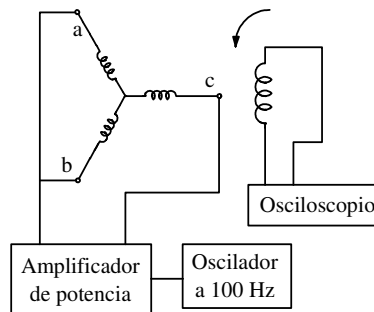 a
c
b
Osciloscopio
Amplificador
de potencia
Oscilador
a 100 Hz